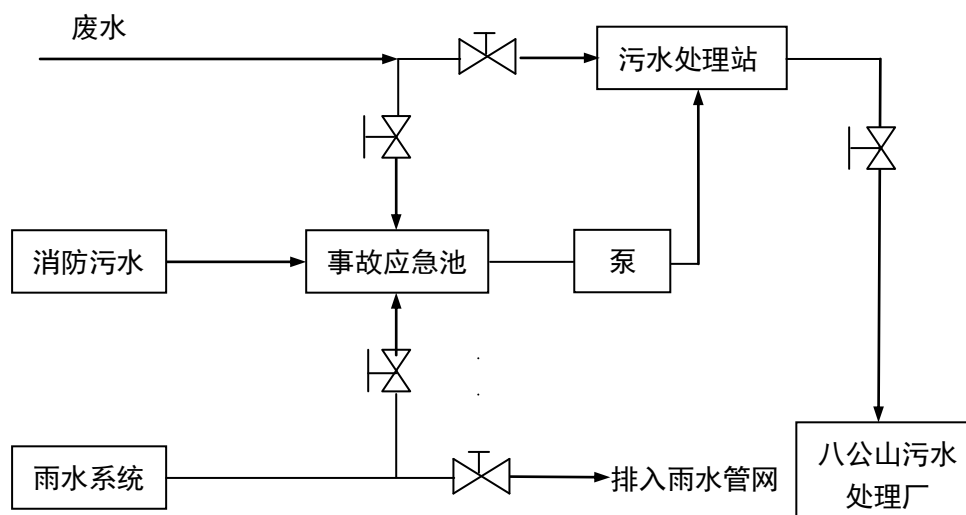 废水
污水处理站
消防污水
事故应急池
泵
雨水系统
排入雨水管网
八公山污水
处理厂